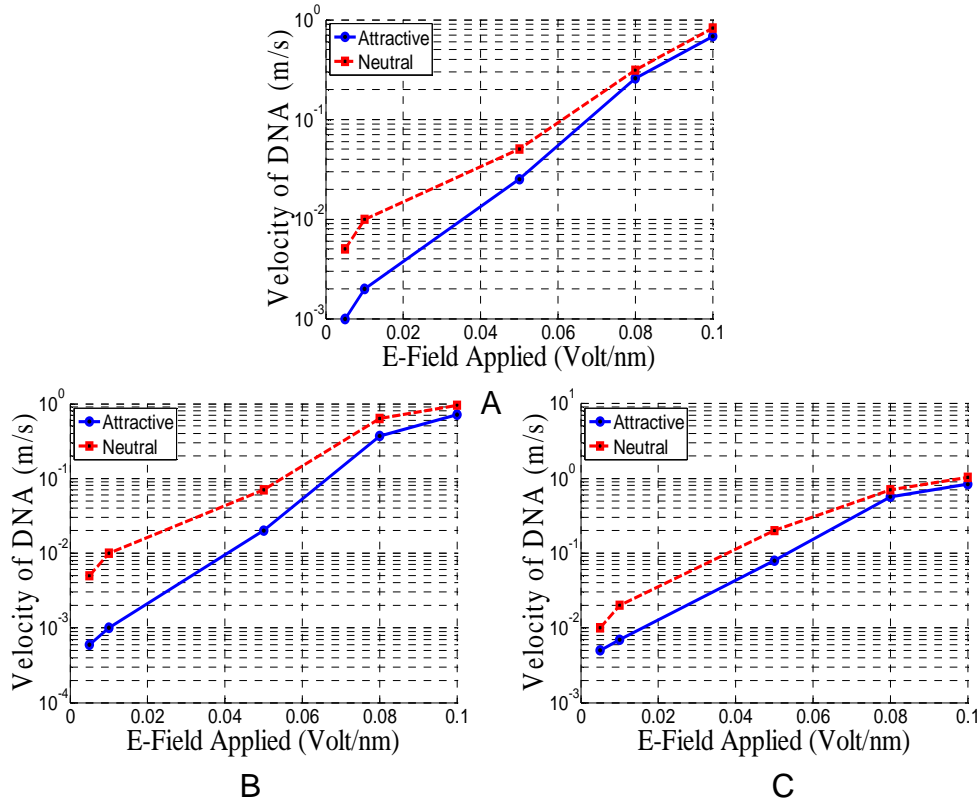 10^0
Attractive
Neutral
10^-1
10^-2
10^-3
Velocity of DNA (m/s)
0 0.02 0.04 0.06 0.08 0.1
E-Field Applied (Volt/nm)
A
10^0
Attractive
Neutral
10^-1
10^-2
10^-3
10^-4
Velocity of DNA (m/s)
0 0.02 0.04 0.06 0.08 0.1
E-Field Applied (Volt/nm)
B
10^1
Attractive
Neutral
10^0
10^-1
10^-2
10^-3
Velocity of DNA (m/s)
0 0.02 0.04 0.06 0.08 0.1
E-Field Applied (Volt/nm)
C